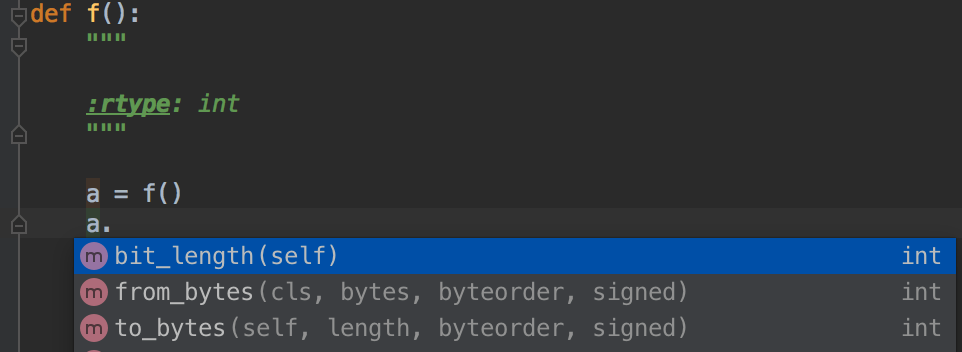 def f():
"""
:rtype: int
"""
a = f()
a.
m bit_length(self) int
m from_bytes(cls, bytes, byteorder, signed) int
m to_bytes(self, length, byteorder, signed) int